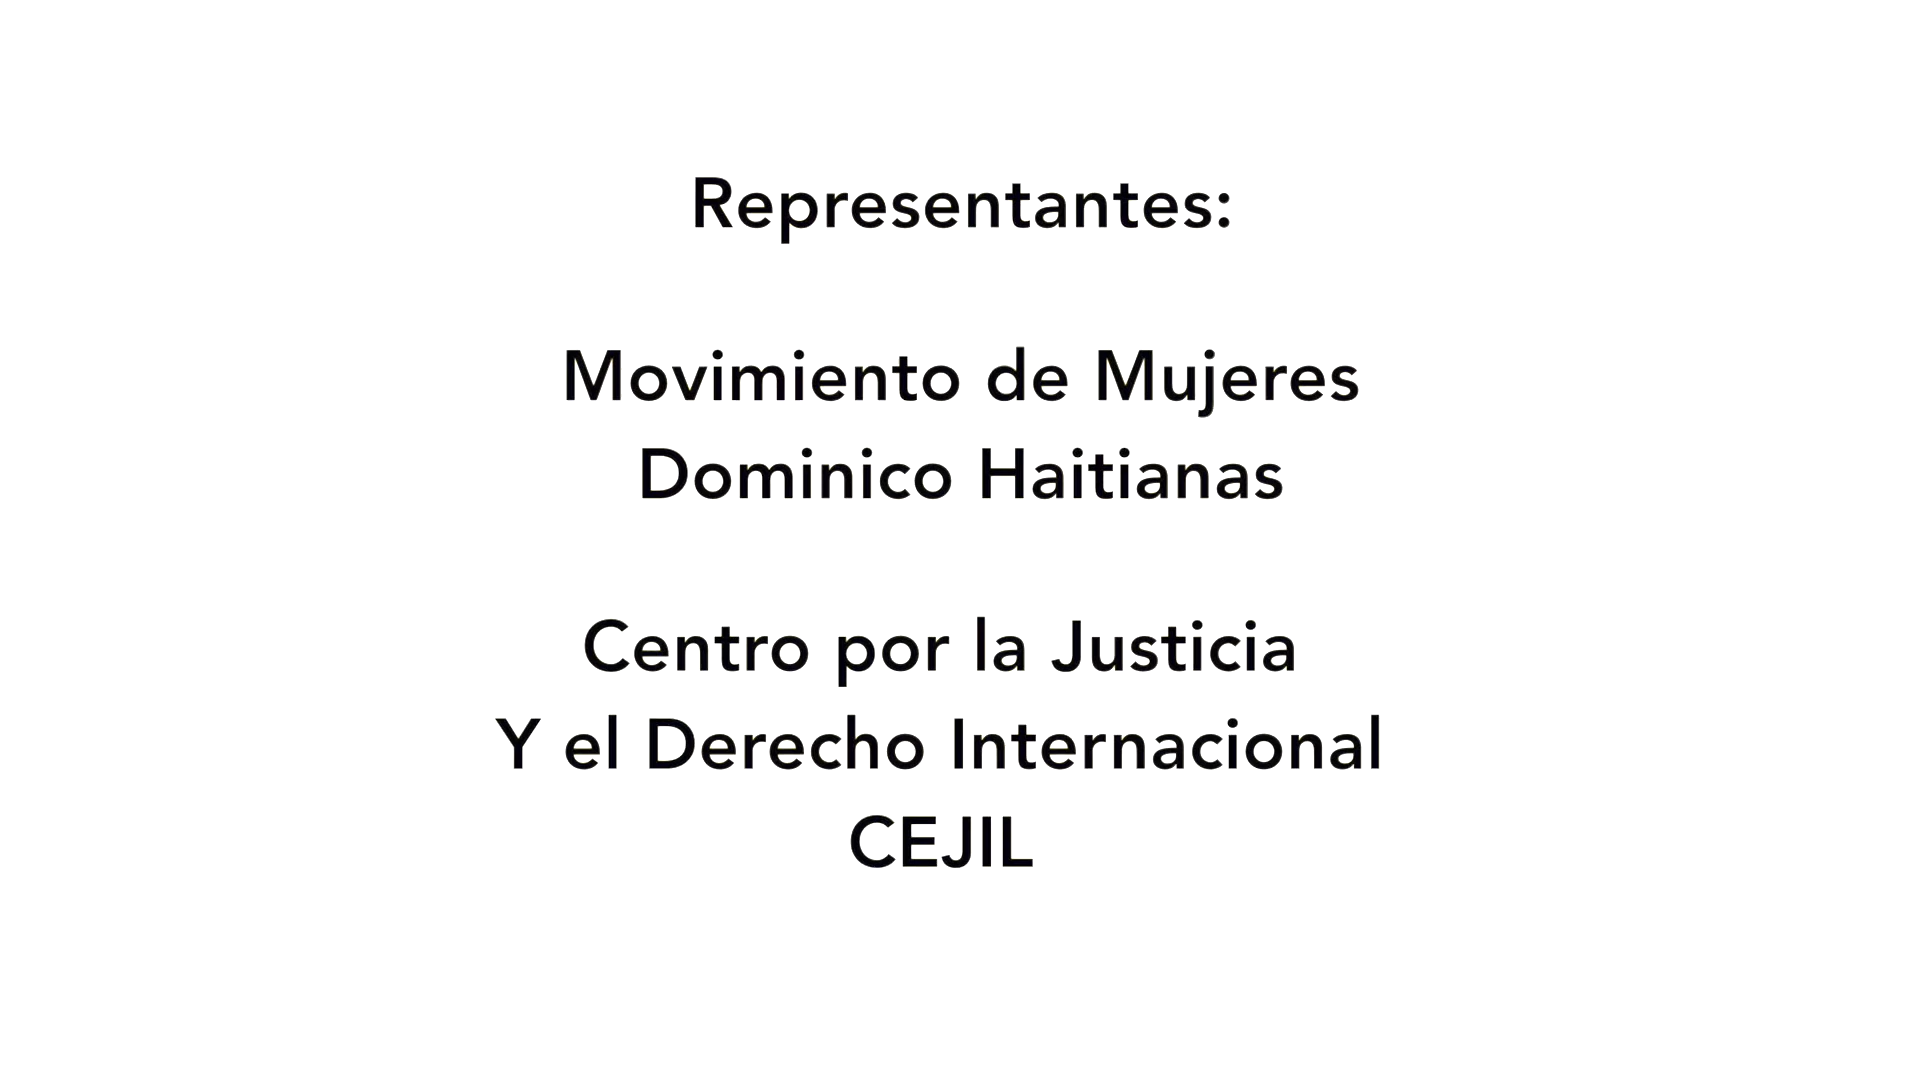 Representantes:
Movimiento de Mujeres
Dominico Haitianas
Centro por la Justicia
Y el Derecho Internacional
CEJIL